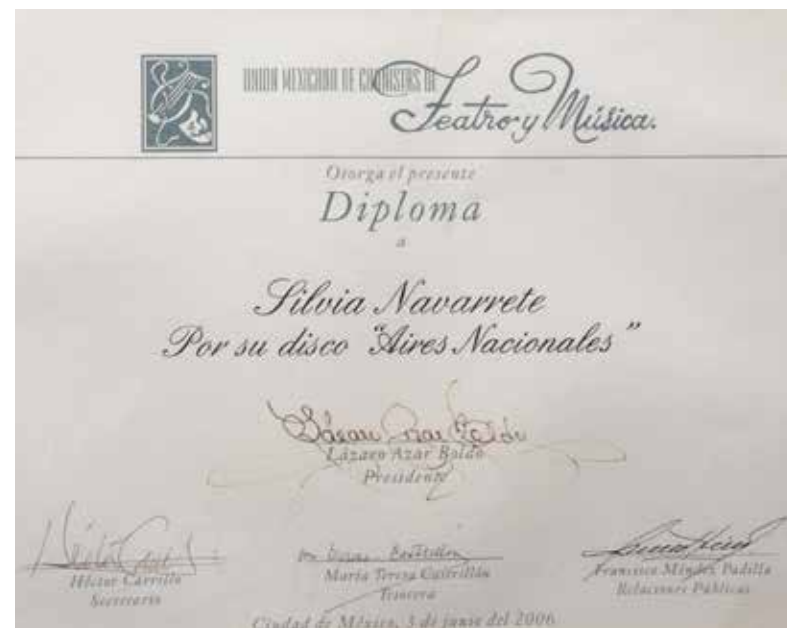 UNION MEXICANA DE CRONISTAS DE
Teatro y Música.
Otorga el presente
Diploma
a
Silvia Navarrete
Por su disco "Aires Nacionales"
Lázaro Azar Boldo
Presidente
Héctor Carrillo
Secretario
María Teresa Castrillón
Tesorera
Francisco Méndez Padilla
Relaciones Públicas
Ciudad de México, 3 de junio del 2006